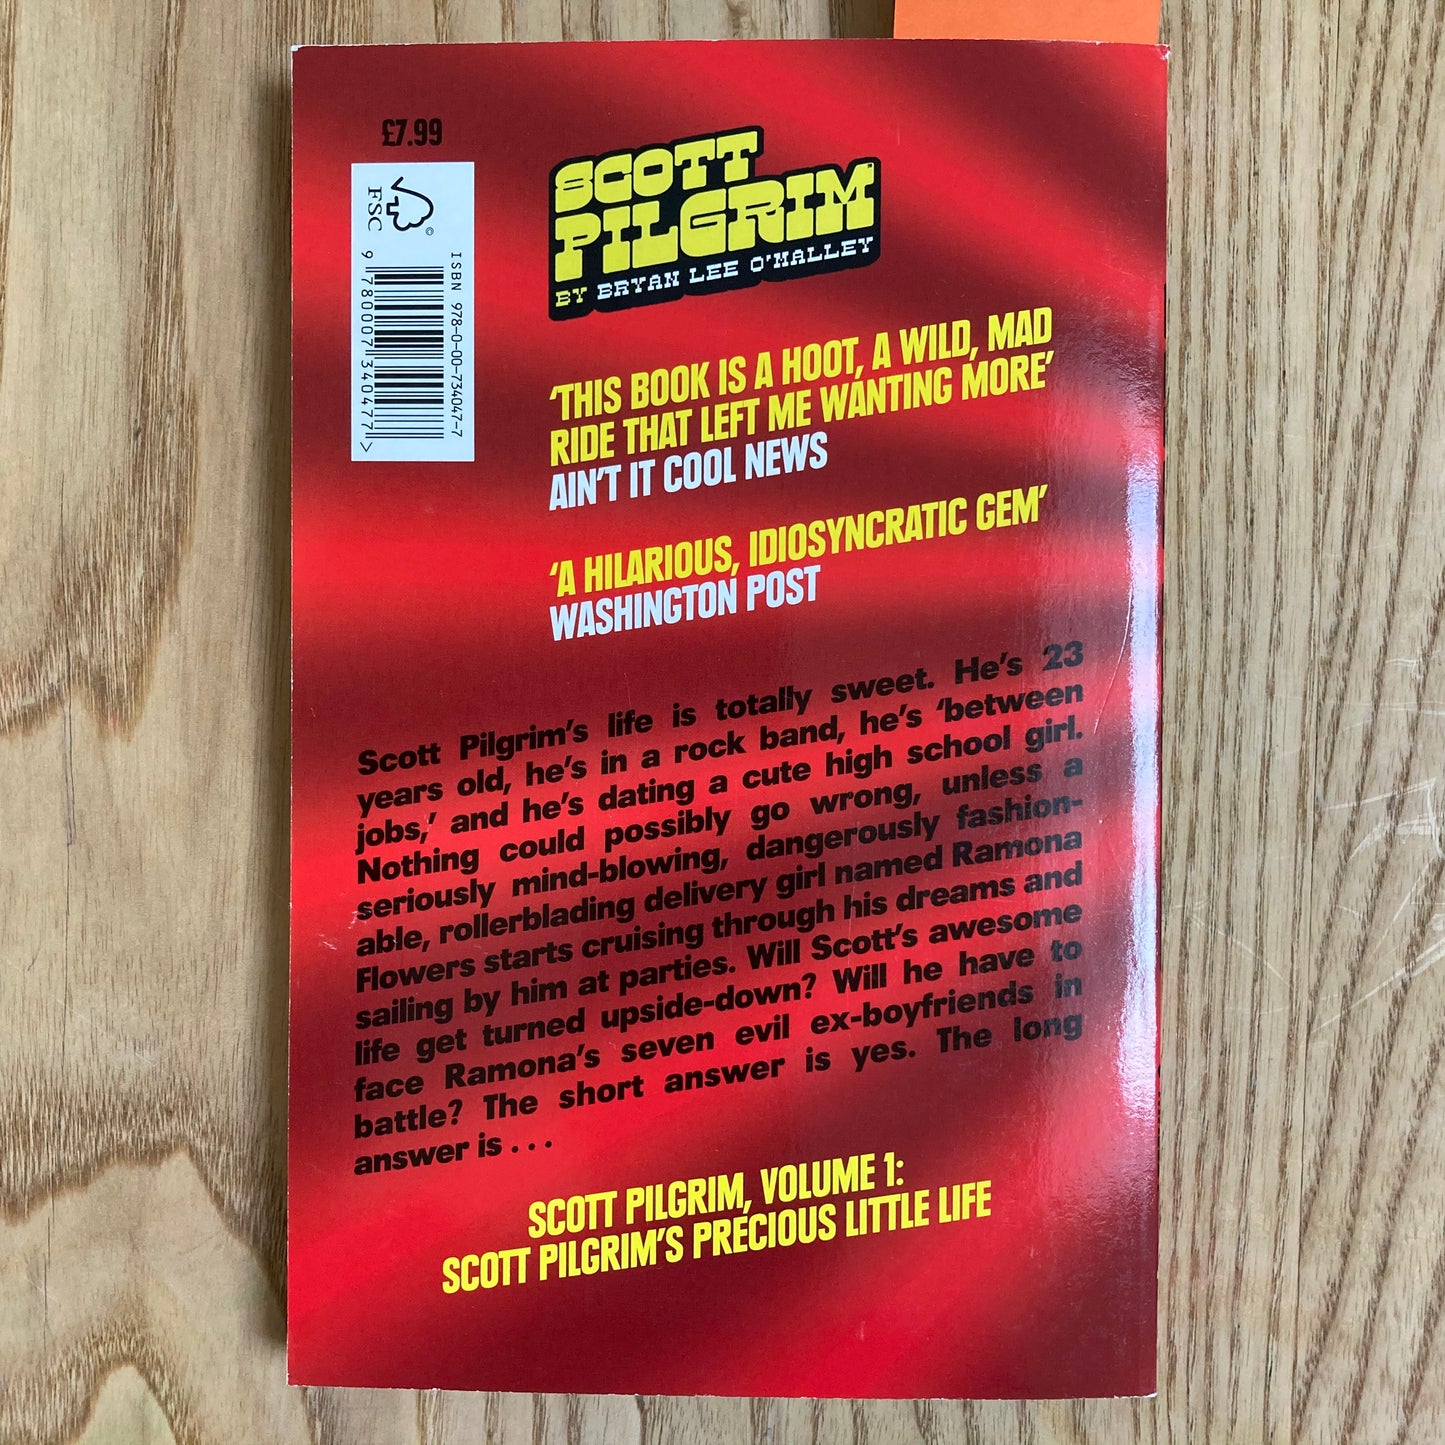 £7.99
FSC
©
ISBN 978-0-00-734047-7
9 780007 340477 >
SCOTT
PILGRIM™
BY BRYAN LEE O'MALLEY
'THIS BOOK IS A HOOT, A WILD, MAD
RIDE THAT LEFT ME WANTING MORE'
AIN'T IT COOL NEWS
'A HILARIOUS, IDIOSYNCRATIC GEM'
WASHINGTON POST
Scott Pilgrim's life is totally sweet. He's 23
years old, he's in a rock band, he's 'between
jobs,' and he's dating a cute high school girl.
Nothing could possibly go wrong, unless a
seriously mind-blowing, dangerously fashion-
able, rollerblading delivery girl named Ramona
Flowers starts cruising through his dreams and
sailing by him at parties. Will Scott's awesome
life get turned upside-down? Will he have to
face Ramona's seven evil ex-boyfriends in
battle? The short answer is yes. The long
answer is . . .
SCOTT PILGRIM, VOLUME 1:
SCOTT PILGRIM'S PRECIOUS LITTLE LIFE